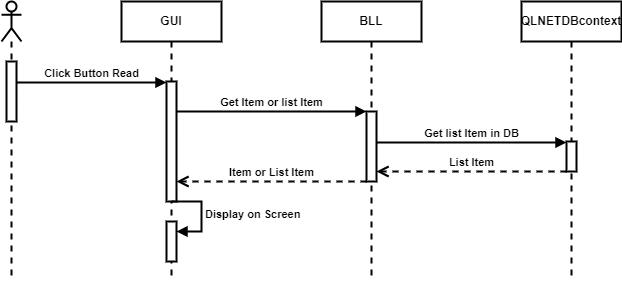 GUI
BLL
QLNETDBcontext
Click Button Read
Get Item or list Item
Get list Item in DB
List Item
Item or List Item
Display on Screen